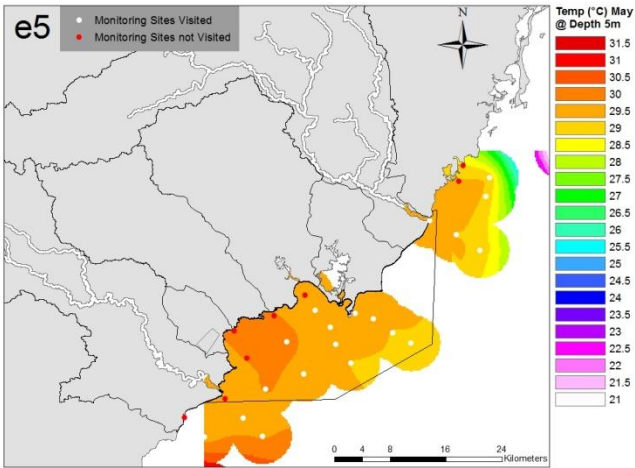 e5
Monitoring Sites Visited
Monitoring Sites not Visited
N
Temp (°C) May
@ Depth 5m
31.5
31
30.5
30
29.5
29
28.5
28
27.5
27
26.5
26
25.5
25
24.5
24
23.5
23
22.5
22
21.5
21
0 4 8 12 16 20 24
Kilometers